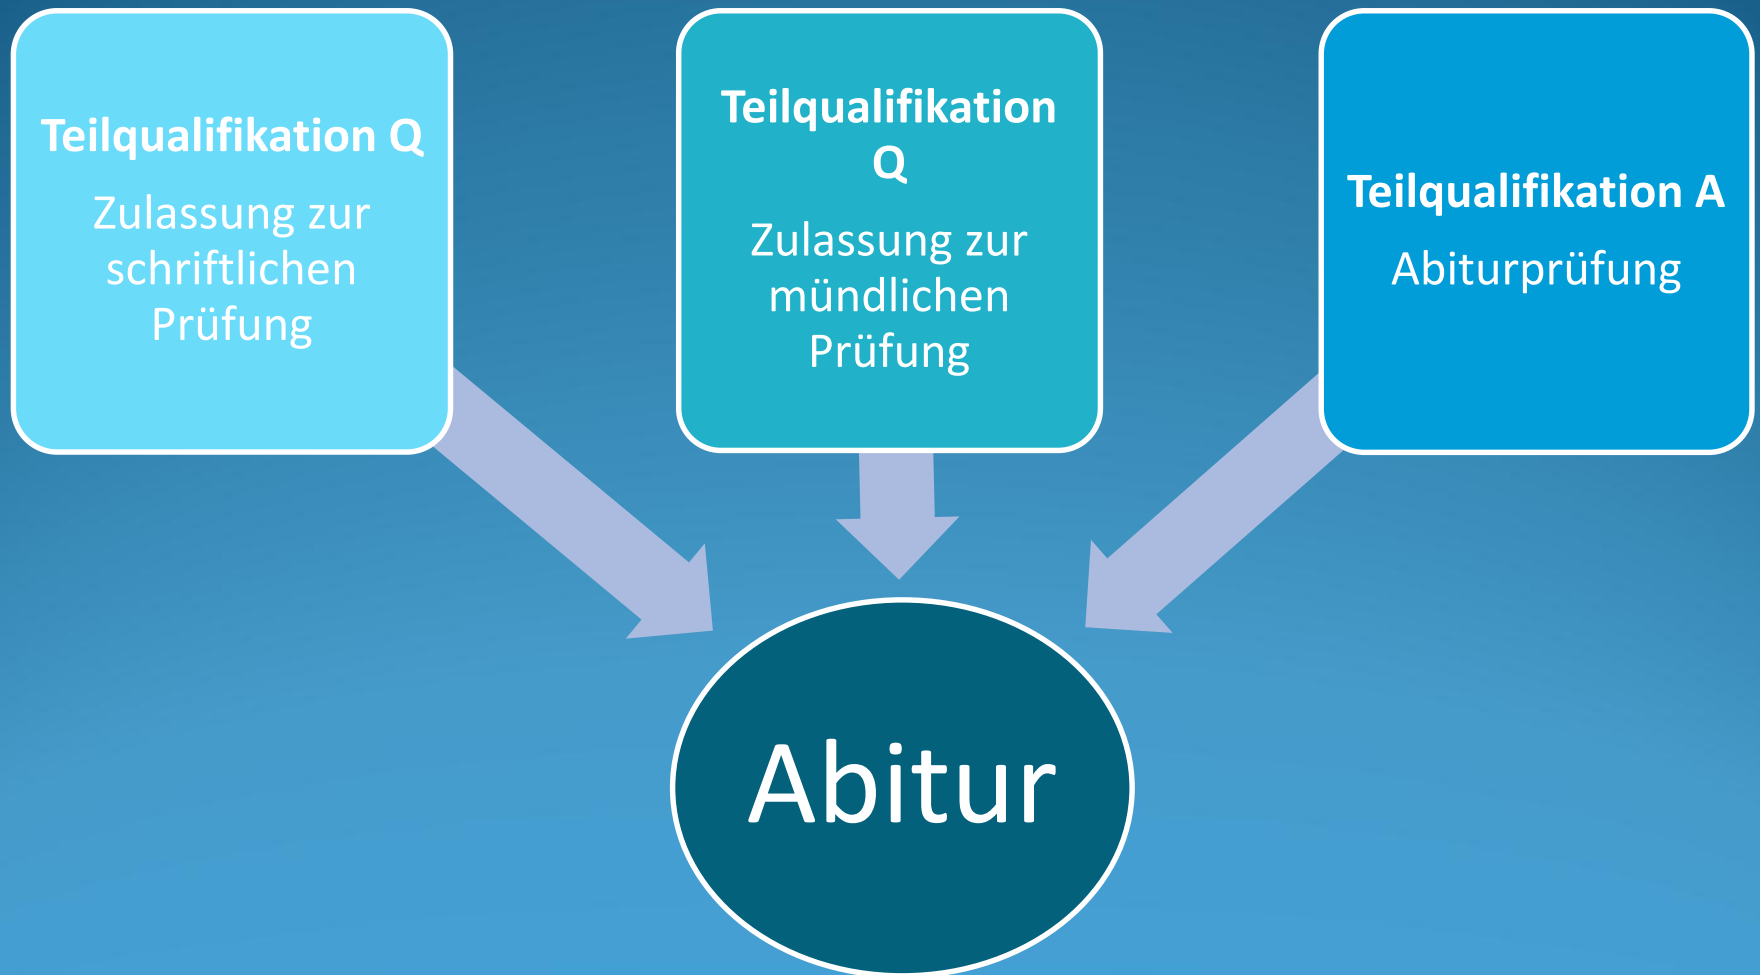 Teilqualifikation Q
Zulassung zur
schriftlichen
Prüfung
Teilqualifikation
Q
Zulassung zur
mündlichen
Prüfung
Teilqualifikation A
Abiturprüfung
Abitur